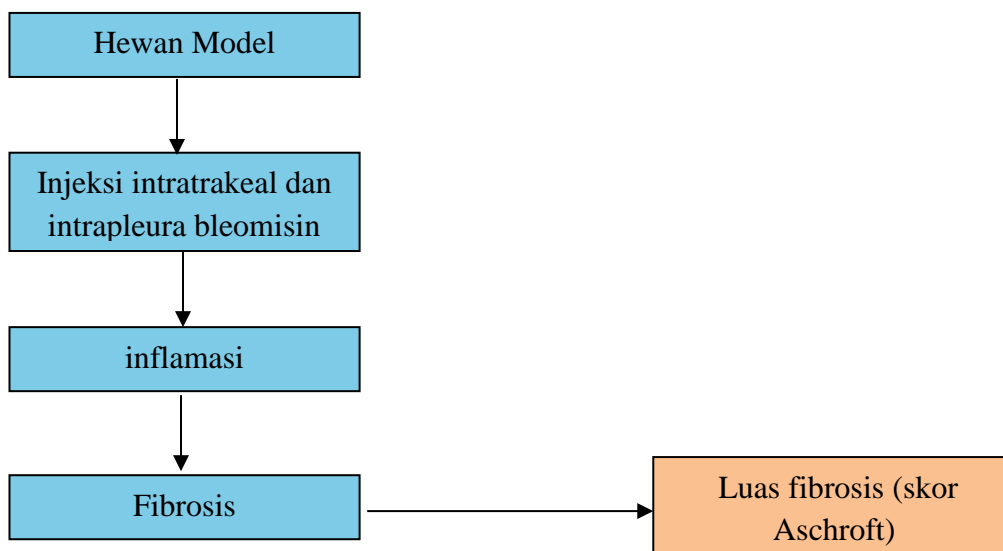 Hewan Model
Injeksi intratrakeal dan
intrapleura bleomisin
inflamasi
Fibrosis
Luas fibrosis (skor
Aschroft)